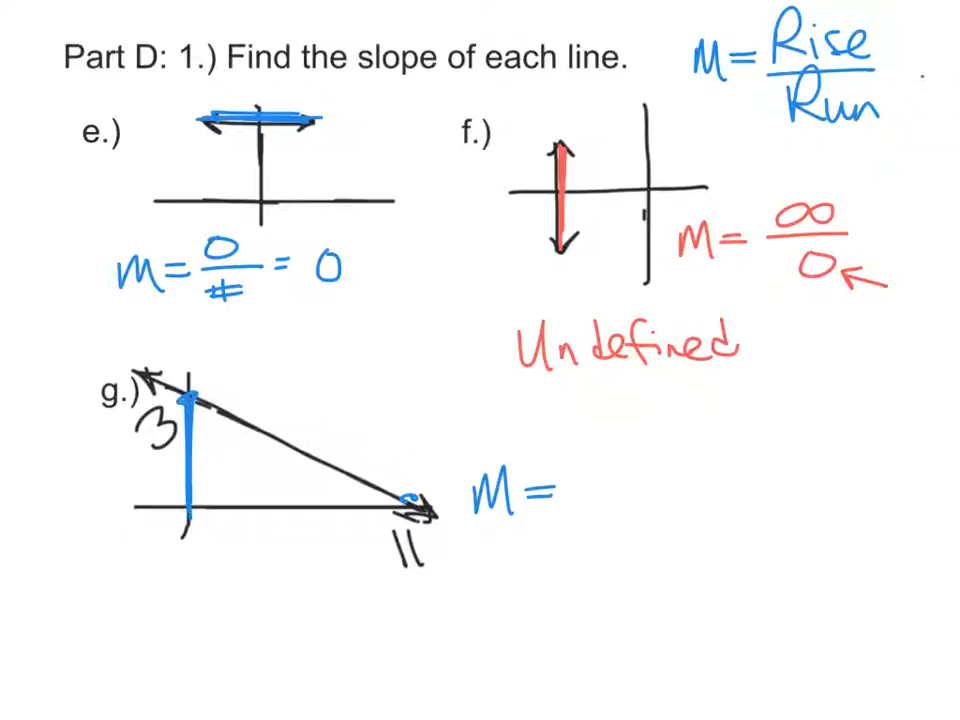 Part D: 1.) Find the slope of each line.
M = Rise / Run
e.)
m = 0 / # = 0
f.)
m = ∞ / 0
Undefined
g.)
3
11
M =